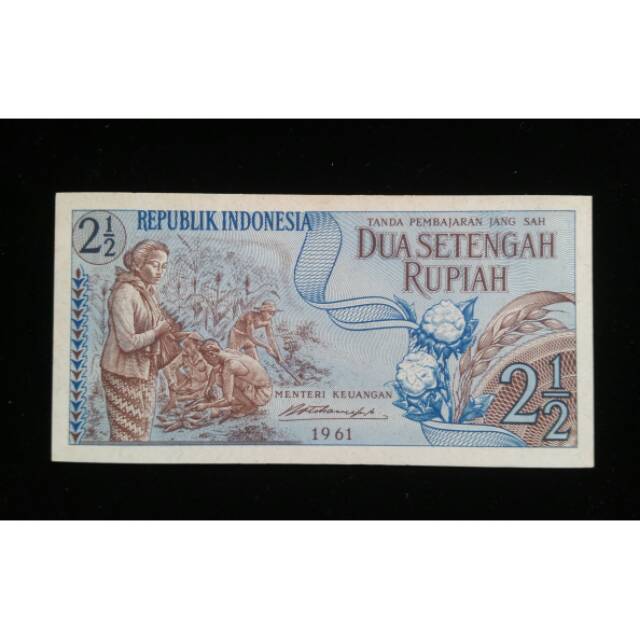 2½
REPUBLIK INDONESIA
TANDA PEMBAJARAN JANG SAH
DUA SETENGAH
RUPIAH
MENTERI KEUANGAN
1961
2½